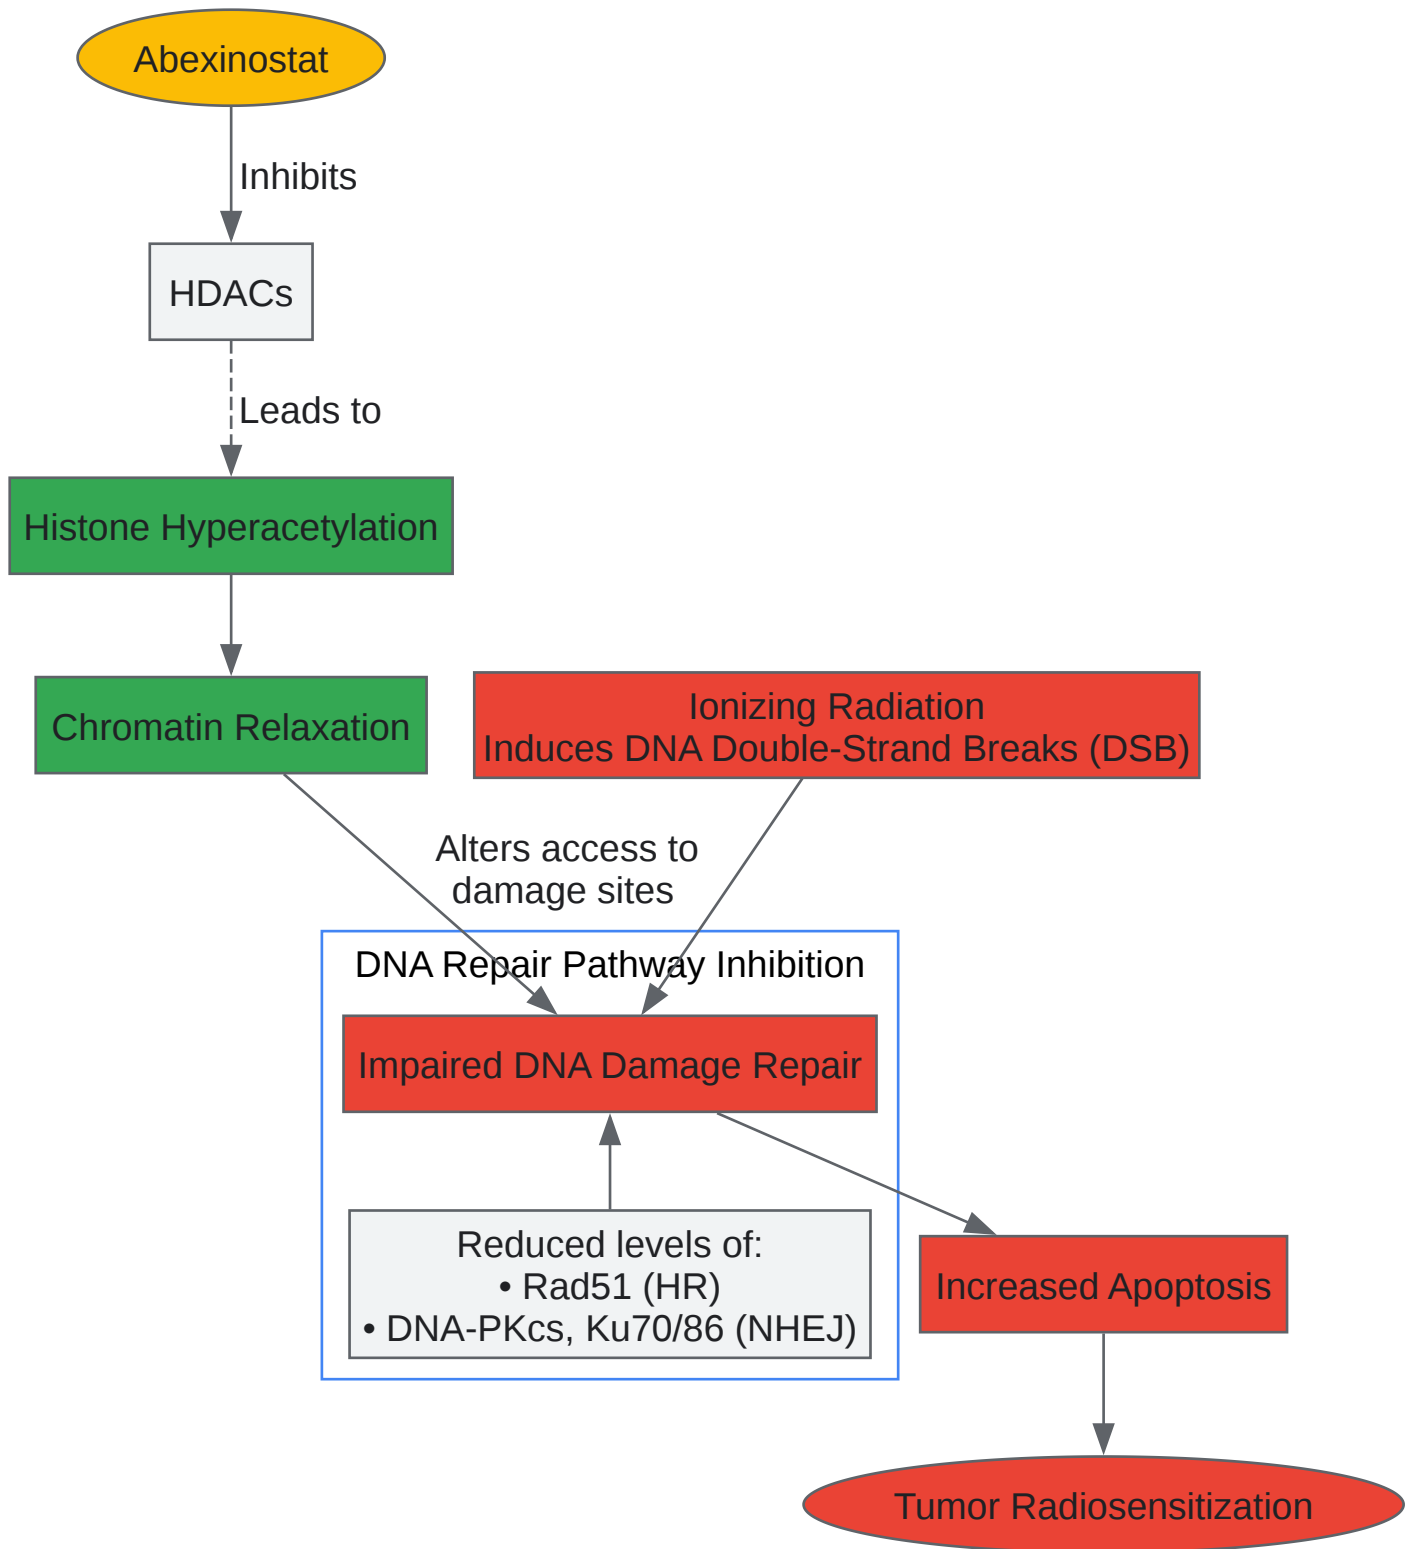 Abexinostat
Inhibits
HDACs
Leads to
Histone Hyperacetylation
Chromatin Relaxation
Ionizing Radiation
Induces DNA Double-Strand Breaks (DSB)
Alters access to
damage sites
DNA Repair Pathway Inhibition
Impaired DNA Damage Repair
Reduced levels of:
• Rad51 (HR)
• DNA-PKcs, Ku70/86 (NHEJ)
Increased Apoptosis
Tumor Radiosensitization